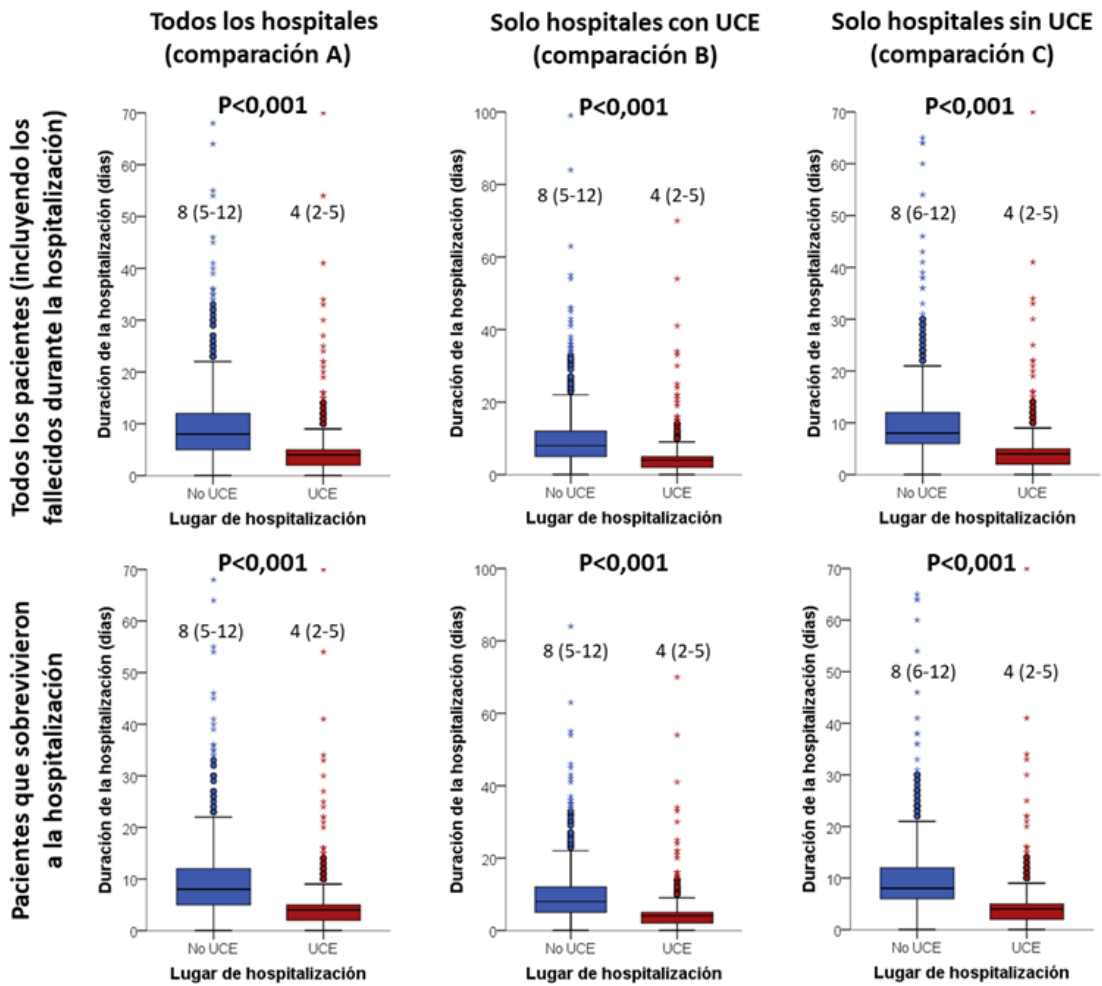 Todos los hospitales
(comparación A)
Solo hospitales con UCE
(comparación B)
Solo hospitales sin UCE
(comparación C)
Todos los pacientes (incluyendo los
fallecidos durante la hospitalización)
P<0,001
Duración de la hospitalización (días)
70
60
50
40
30
20
10
0
8 (5-12)
4 (2-5)
No UCE
UCE
Lugar de hospitalización
P<0,001
Duración de la hospitalización (días)
100
80
60
40
20
0
8 (5-12)
4 (2-5)
No UCE
UCE
Lugar de hospitalización
P<0,001
Duración de la hospitalización (días)
70
60
50
40
30
20
10
0
8 (6-12)
4 (2-5)
No UCE
UCE
Lugar de hospitalización
Pacientes que sobrevivieron
a la hospitalización
P<0,001
Duración de la hospitalización (días)
70
60
50
40
30
20
10
0
8 (5-12)
4 (2-5)
No UCE
UCE
Lugar de hospitalización
P<0,001
Duración de la hospitalización (días)
100
80
60
40
20
0
8 (5-12)
4 (2-5)
No UCE
UCE
Lugar de hospitalización
P<0,001
Duración de la hospitalización (días)
70
60
50
40
30
20
10
0
8 (6-12)
4 (2-5)
No UCE
UCE
Lugar de hospitalización